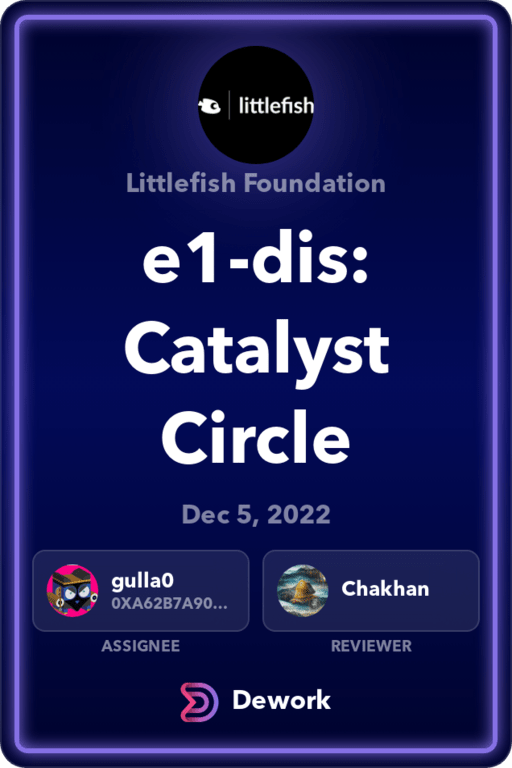 littlefish
Littlefish Foundation
e1-dis:
Catalyst
Circle
Dec 5, 2022
gulla0
0XA62B7A90...
Chakhan
ASSIGNEE
REVIEWER
Dework